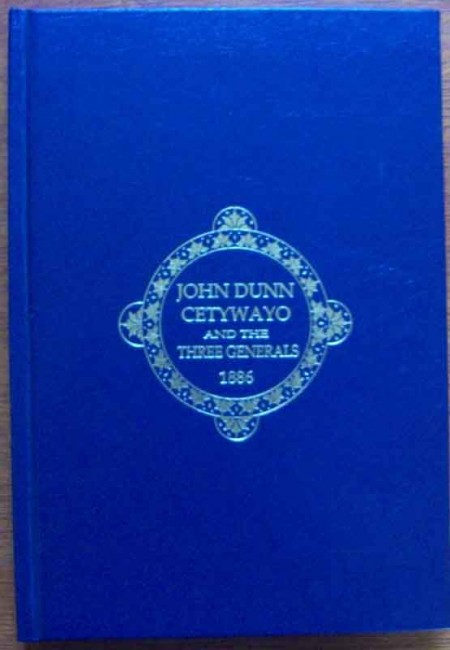 JOHN DUNN
CETYWAYO
AND THE
THREE GENERALS
1886